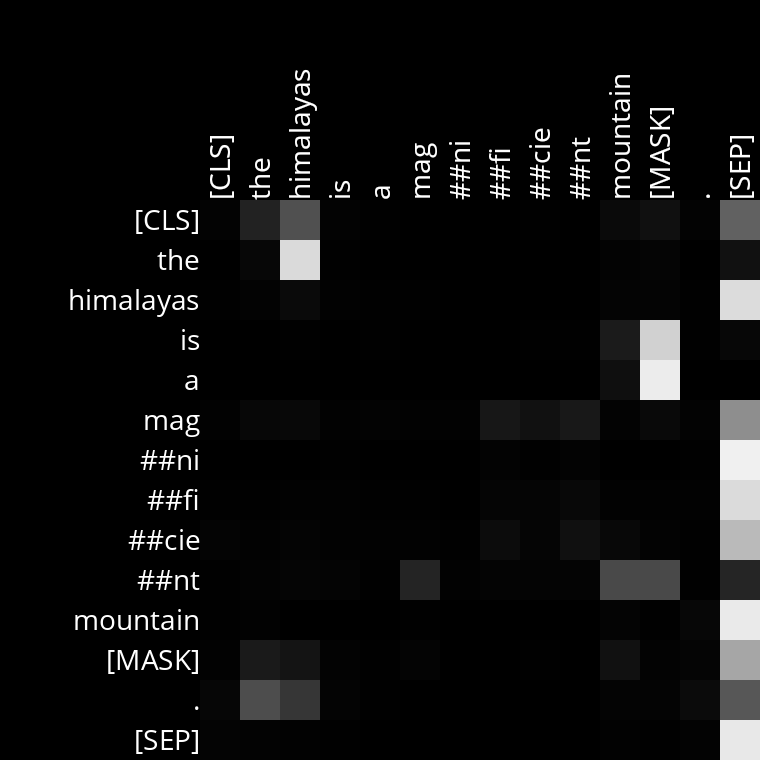 [CLS] the himalayas is a mag ##ni ##fi ##cie ##nt mountain [MASK] . [SEP]
[CLS]
the
himalayas
is
a
mag
##ni
##fi
##cie
##nt
mountain
[MASK]
.
[SEP]